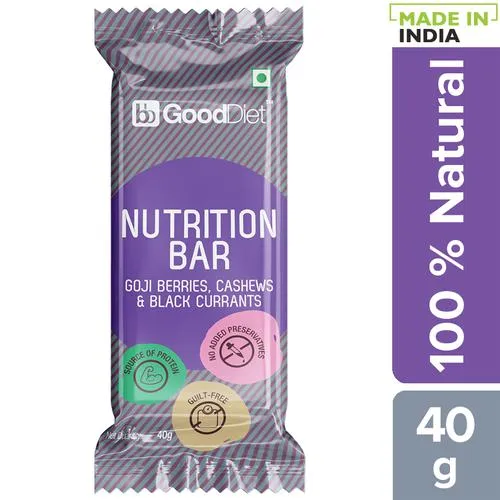 MADE IN
INDIA
bb GoodDiet™
NUTRITION
BAR
GOJI BERRIES, CASHEWS
& BLACK CURRANTS
SOURCE OF PROTEIN
NO ADDED PRESERVATIVES
GUILT-FREE
40g
100 % Natural
40
g